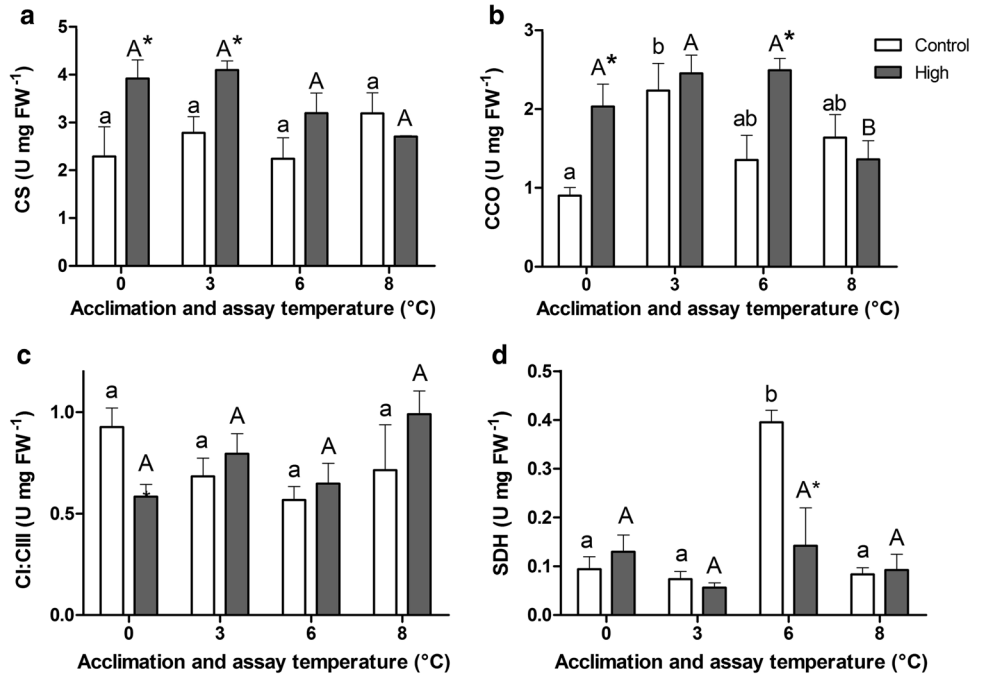 a
CS (U mg FW⁻¹)
5
4
3
2
1
0
a A* a A* a A a A
0 3 6 8
Acclimation and assay temperature (°C)
b
CCO (U mg FW⁻¹)
3
2
1
0
a A* b A ab A* ab B
0 3 6 8
Acclimation and assay temperature (°C)
Control
High
c
CI:CIII (U mg FW⁻¹)
1.0
0.5
0.0
a A a A a A a A
0 3 6 8
Acclimation and assay temperature (°C)
d
SDH (U mg FW⁻¹)
0.5
0.4
0.3
0.2
0.1
0.0
a A a A b A* a A
0 3 6 8
Acclimation and assay temperature (°C)